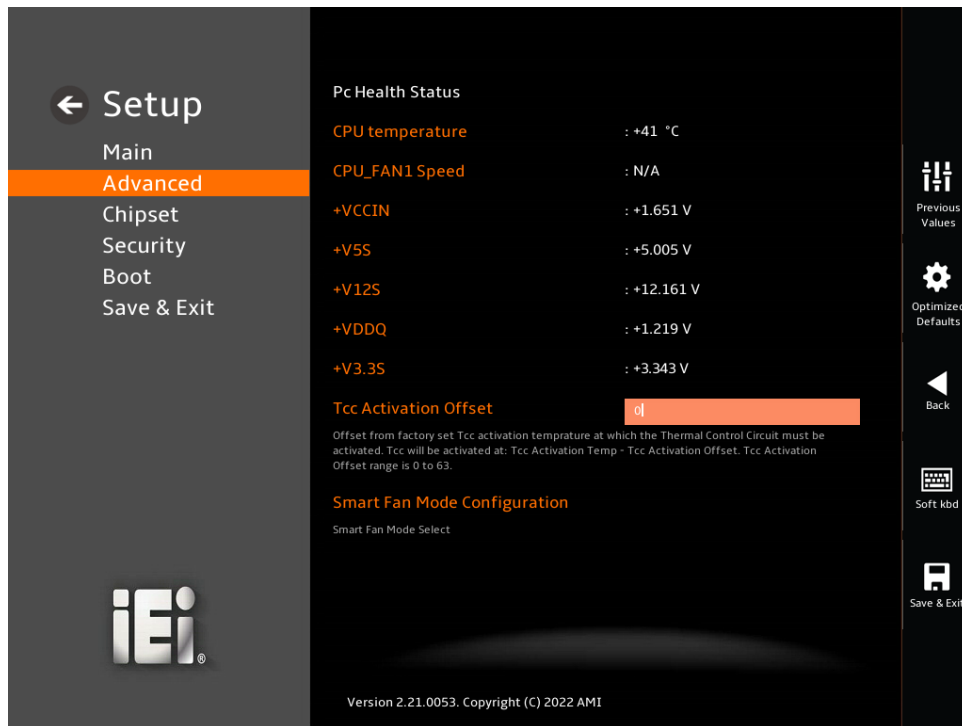 Setup
Main
Advanced
Chipset
Security
Boot
Save & Exit
Pc Health Status
CPU temperature : +41 °C
CPU_FAN1 Speed : N/A
+VCCIN : +1.651 V
+V5S : +5.005 V
+V12S : +12.161 V
+VDDQ : +1.219 V
+V3.3S : +3.343 V
Tcc Activation Offset 0
Offset from factory set Tcc activation temprature at which the Thermal Control Circuit must be
activated. Tcc will be activated at: Tcc Activation Temp - Tcc Activation Offset. Tcc Activation
Offset range is 0 to 63.
Smart Fan Mode Configuration
Smart Fan Mode Select
Previous
Values
Optimized
Defaults
Back
Soft kbd
Save & Exit
iEi®
Version 2.21.0053. Copyright (C) 2022 AMI